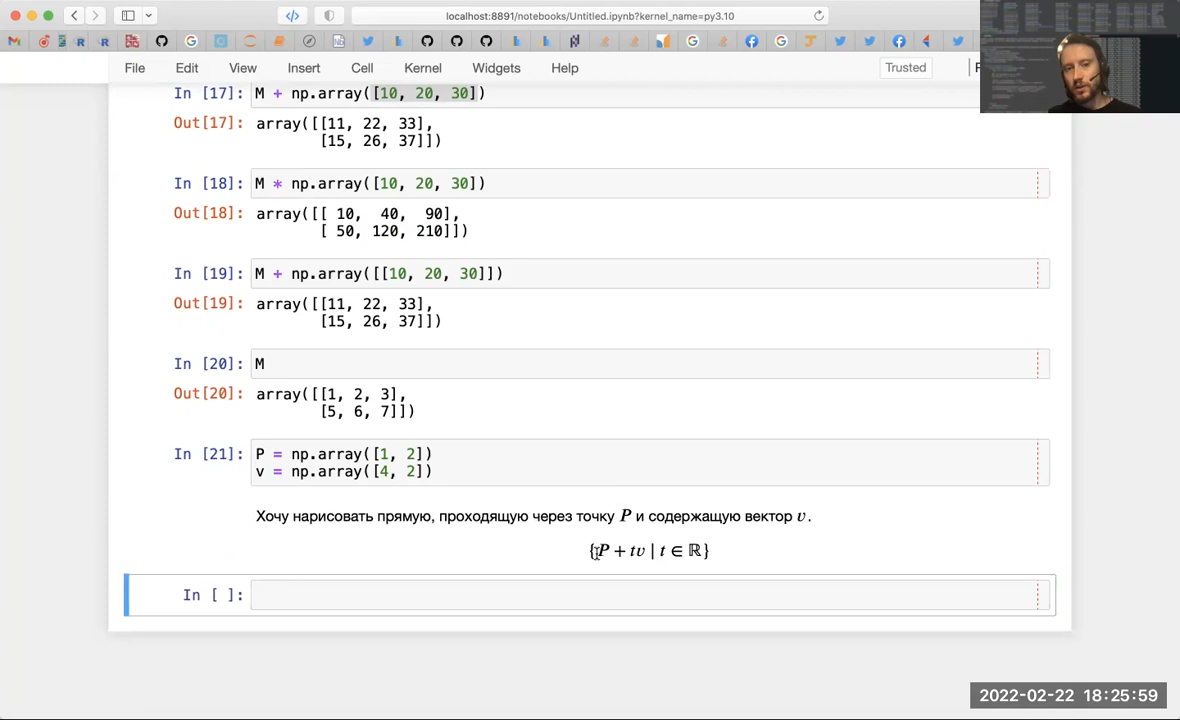 localhost:8891/notebooks/Untitled.ipynb?kernel_name=py3.10
File Edit View Insert Cell Kernel Widgets Help Trusted
In [17]: M + np.array([10, 20, 30])
Out[17]: array([[11, 22, 33],
[15, 26, 37]])
In [18]: M * np.array([10, 20, 30])
Out[18]: array([[ 10,  40,  90],
[ 50, 120, 210]])
In [19]: M + np.array([[10, 20, 30]])
Out[19]: array([[11, 22, 33],
[15, 26, 37]])
In [20]: M
Out[20]: array([[1, 2, 3],
[5, 6, 7]])
In [21]: P = np.array([1, 2])
v = np.array([4, 2])
Хочу нарисовать прямую, проходящую через точку P и содержащую вектор v.
{P + tv | t ∈ ℝ}
In [ ]:
2022-02-22 18:25:59